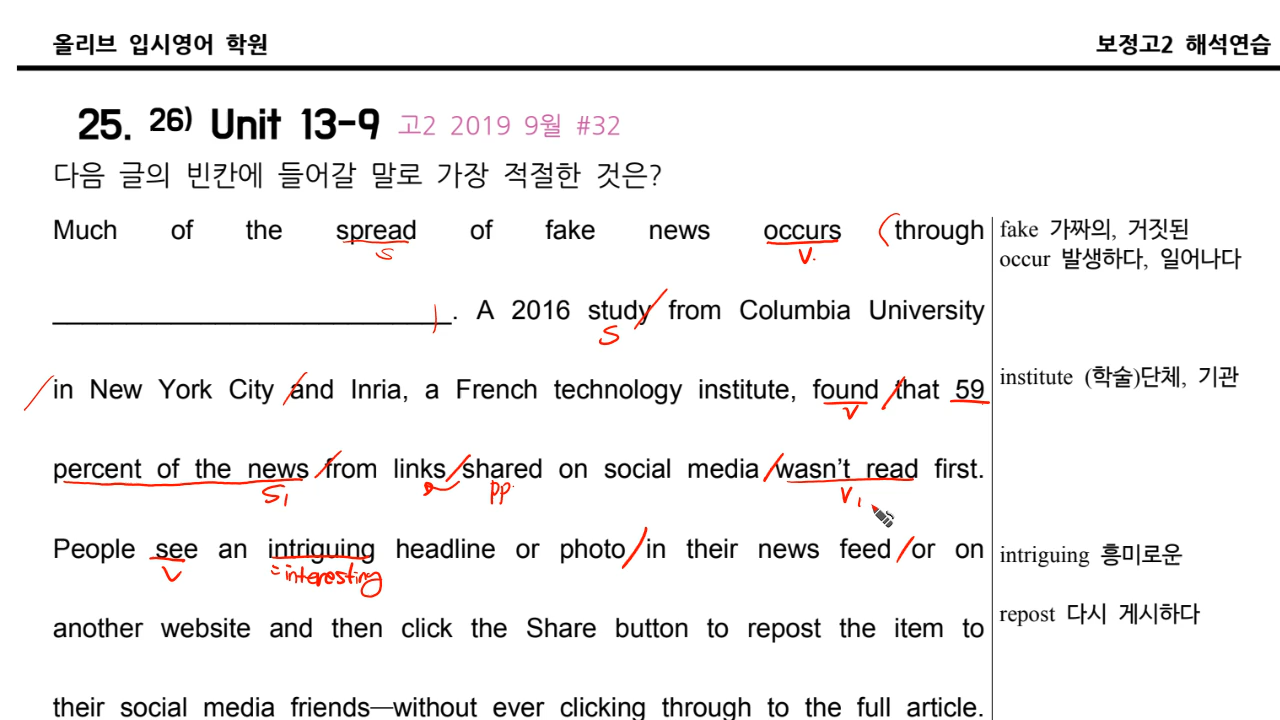 올리브 입시영어 학원 보정고2 해석연습
25. 26) Unit 13-9 고2 2019 9월 #32
다음 글의 빈칸에 들어갈 말로 가장 적절한 것은?
Much of the spread of fake news occurs (through
fake 가짜의, 거짓된
S V.
occur 발생하다, 일어나다
______________________________). A 2016 study / from Columbia University
S
/ in New York City / and Inria, a French technology institute, found / that 59
institute (학술)단체, 기관
V
percent of the news / from links / shared on social media / wasn't read first.
S1 pp. V1
People see an intriguing headline or photo / in their news feed / or on
intriguing 흥미로운
V =interesting
another website and then click the Share button to repost the item to
repost 다시 게시하다
their social media friends—without ever clicking through to the full article.